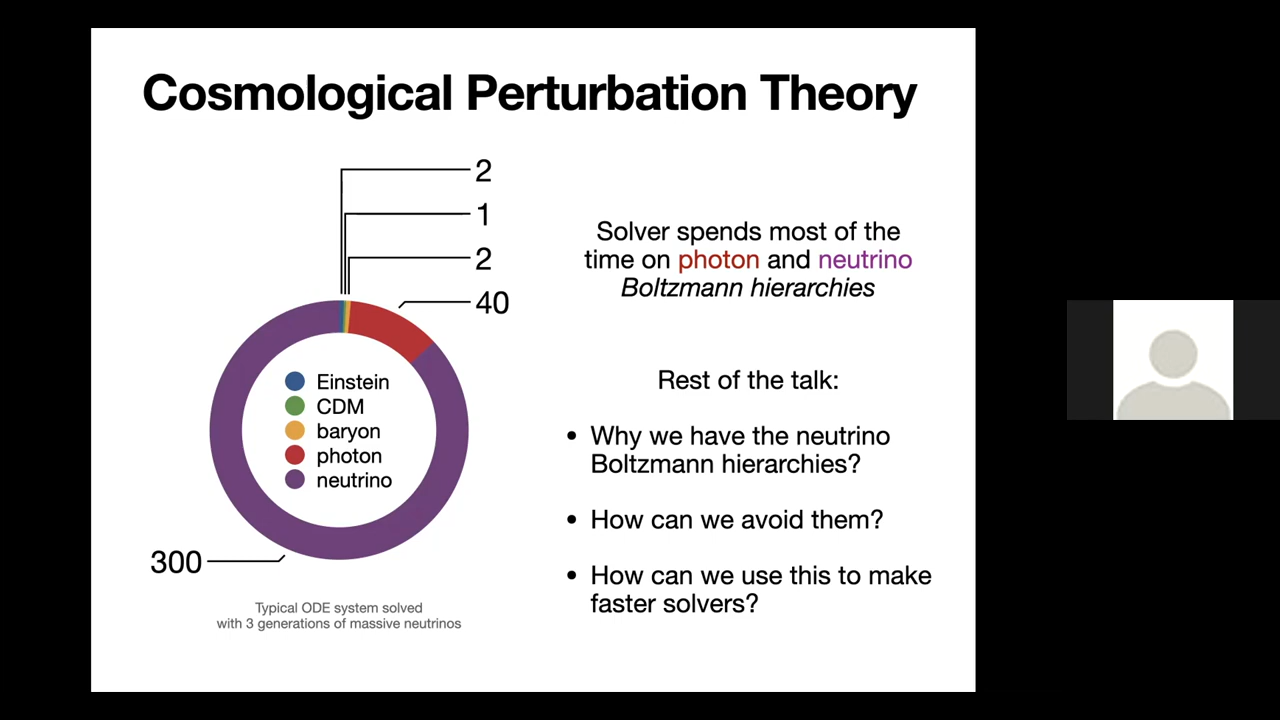 Cosmological Perturbation Theory
2
1
2
40
300
Einstein
CDM
baryon
photon
neutrino
Typical ODE system solved
with 3 generations of massive neutrinos
Solver spends most of the
time on photon and neutrino
Boltzmann hierarchies
Rest of the talk:
• Why we have the neutrino
Boltzmann hierarchies?
• How can we avoid them?
• How can we use this to make
faster solvers?